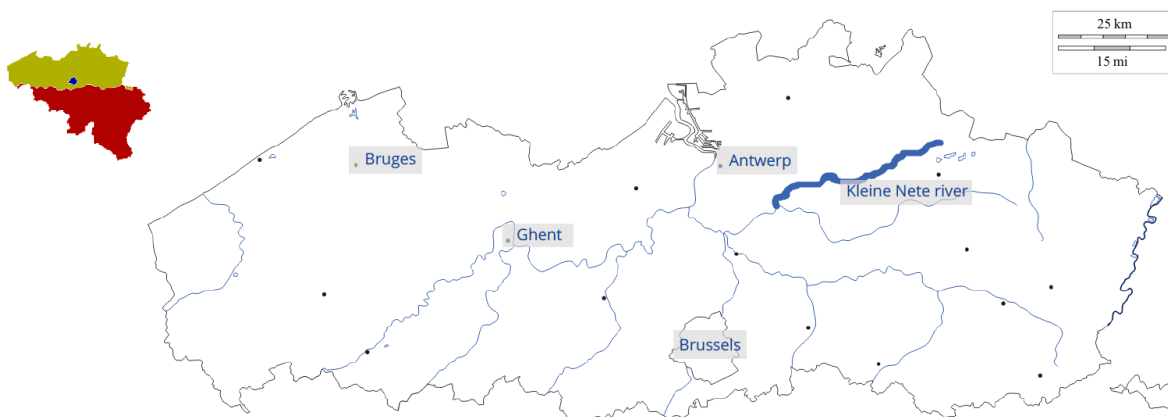 25 km
15 mi
Bruges
Antwerp
Kleine Nete river
Ghent
Brussels